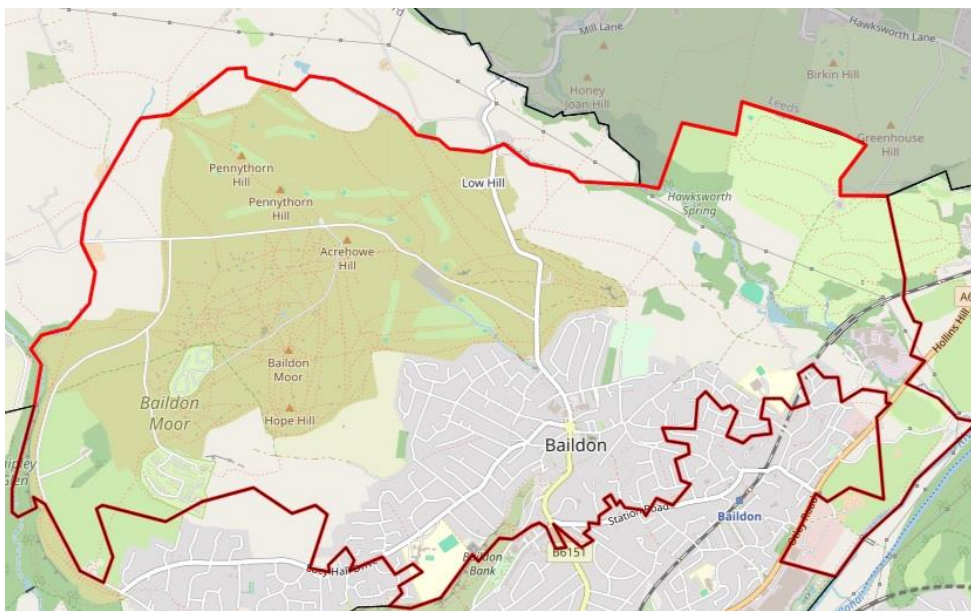 Mill Lane
Hawksworth Lane
Honey
Joan Hill
Birkin Hill
Leeds
Greenhouse
Hill
Pennythorn
Hill
Low Hill
Pennythorn
Hill
Hawksworth
Spring
Acrehowe
Hill
A6
Hollins Hill
Baildon
Moor
Baildon
Moor
Hope Hill
Baildon
Glen
Station Road
Baildon
B6151
Baildon
Bank